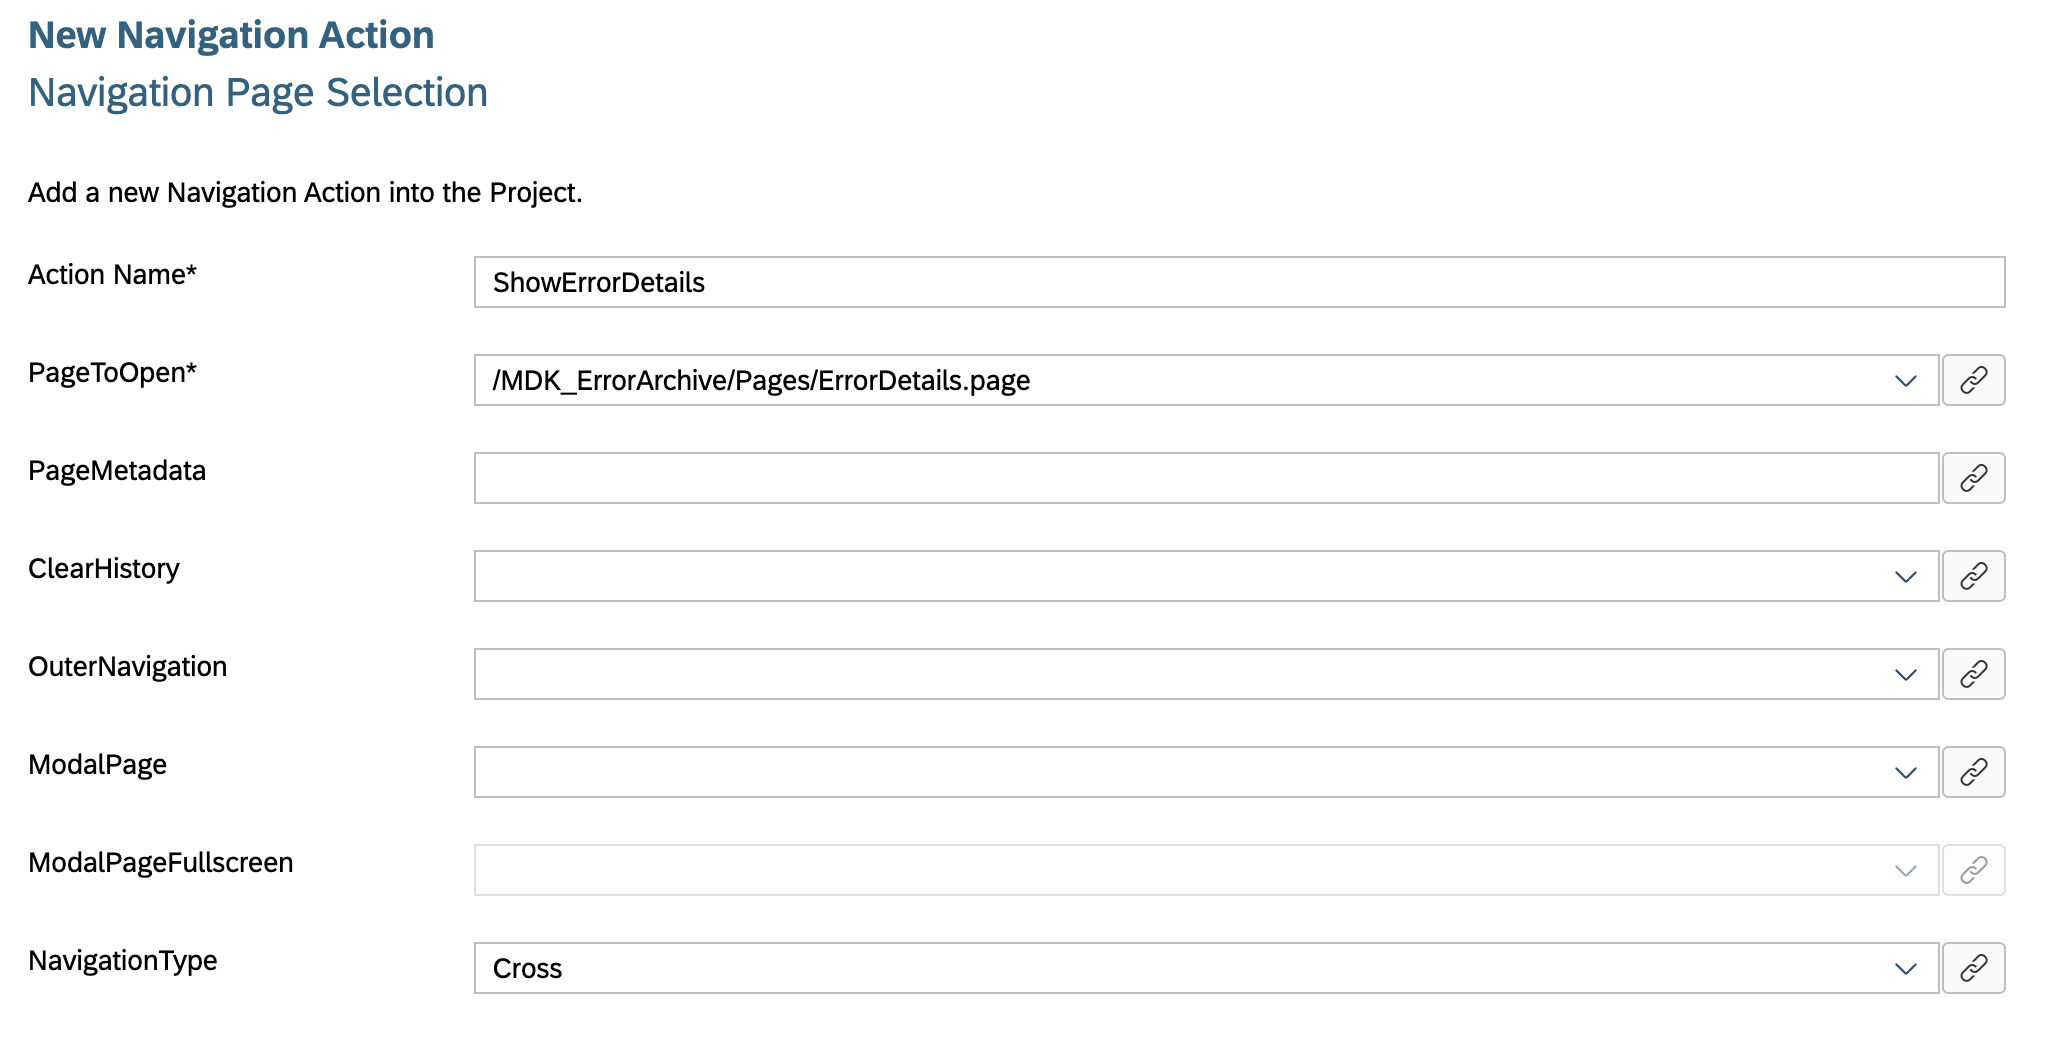 New Navigation Action
Navigation Page Selection
Add a new Navigation Action into the Project.
Action Name* ShowErrorDetails
PageToOpen* /MDK_ErrorArchive/Pages/ErrorDetails.page
PageMetadata
ClearHistory
OuterNavigation
ModalPage
ModalPageFullscreen
NavigationType Cross